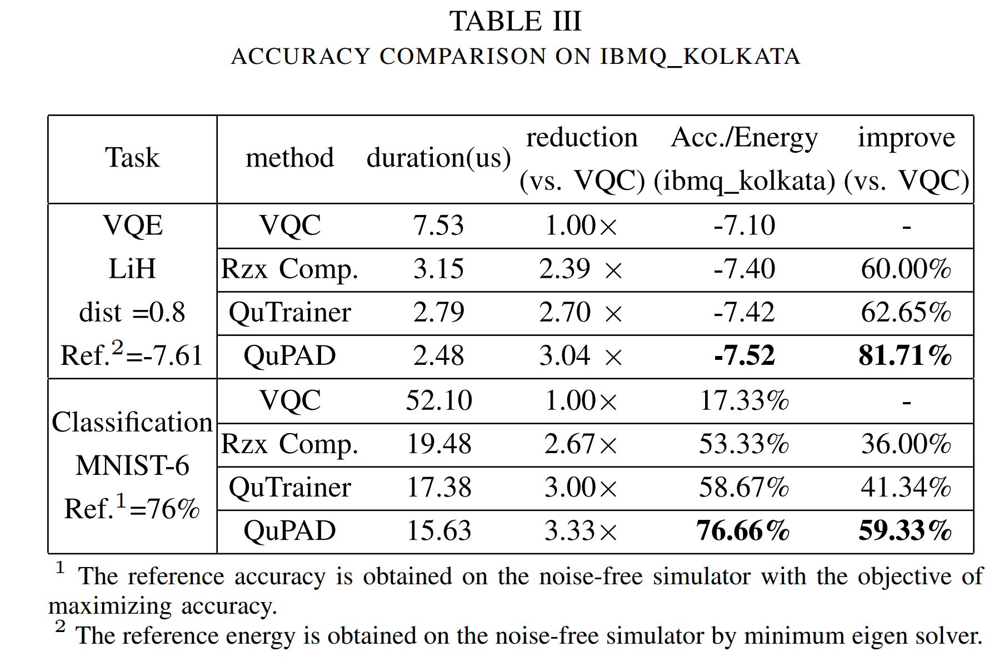 TABLE III
ACCURACY COMPARISON ON IBMQ_KOLKATA
Task method duration(us) reduction (vs. VQC) Acc./Energy (ibmq_kolkata) improve (vs. VQC)
VQE LiH dist =0.8 Ref.²=-7.61
VQC 7.53 1.00× -7.10 -
Rzx Comp. 3.15 2.39 × -7.40 60.00%
QuTrainer 2.79 2.70 × -7.42 62.65%
QuPAD 2.48 3.04 × -7.52 81.71%
Classification MNIST-6 Ref.¹=76%
VQC 52.10 1.00× 17.33% -
Rzx Comp. 19.48 2.67× 53.33% 36.00%
QuTrainer 17.38 3.00× 58.67% 41.34%
QuPAD 15.63 3.33× 76.66% 59.33%
¹ The reference accuracy is obtained on the noise-free simulator with the objective of
maximizing accuracy.
² The reference energy is obtained on the noise-free simulator by minimum eigen solver.